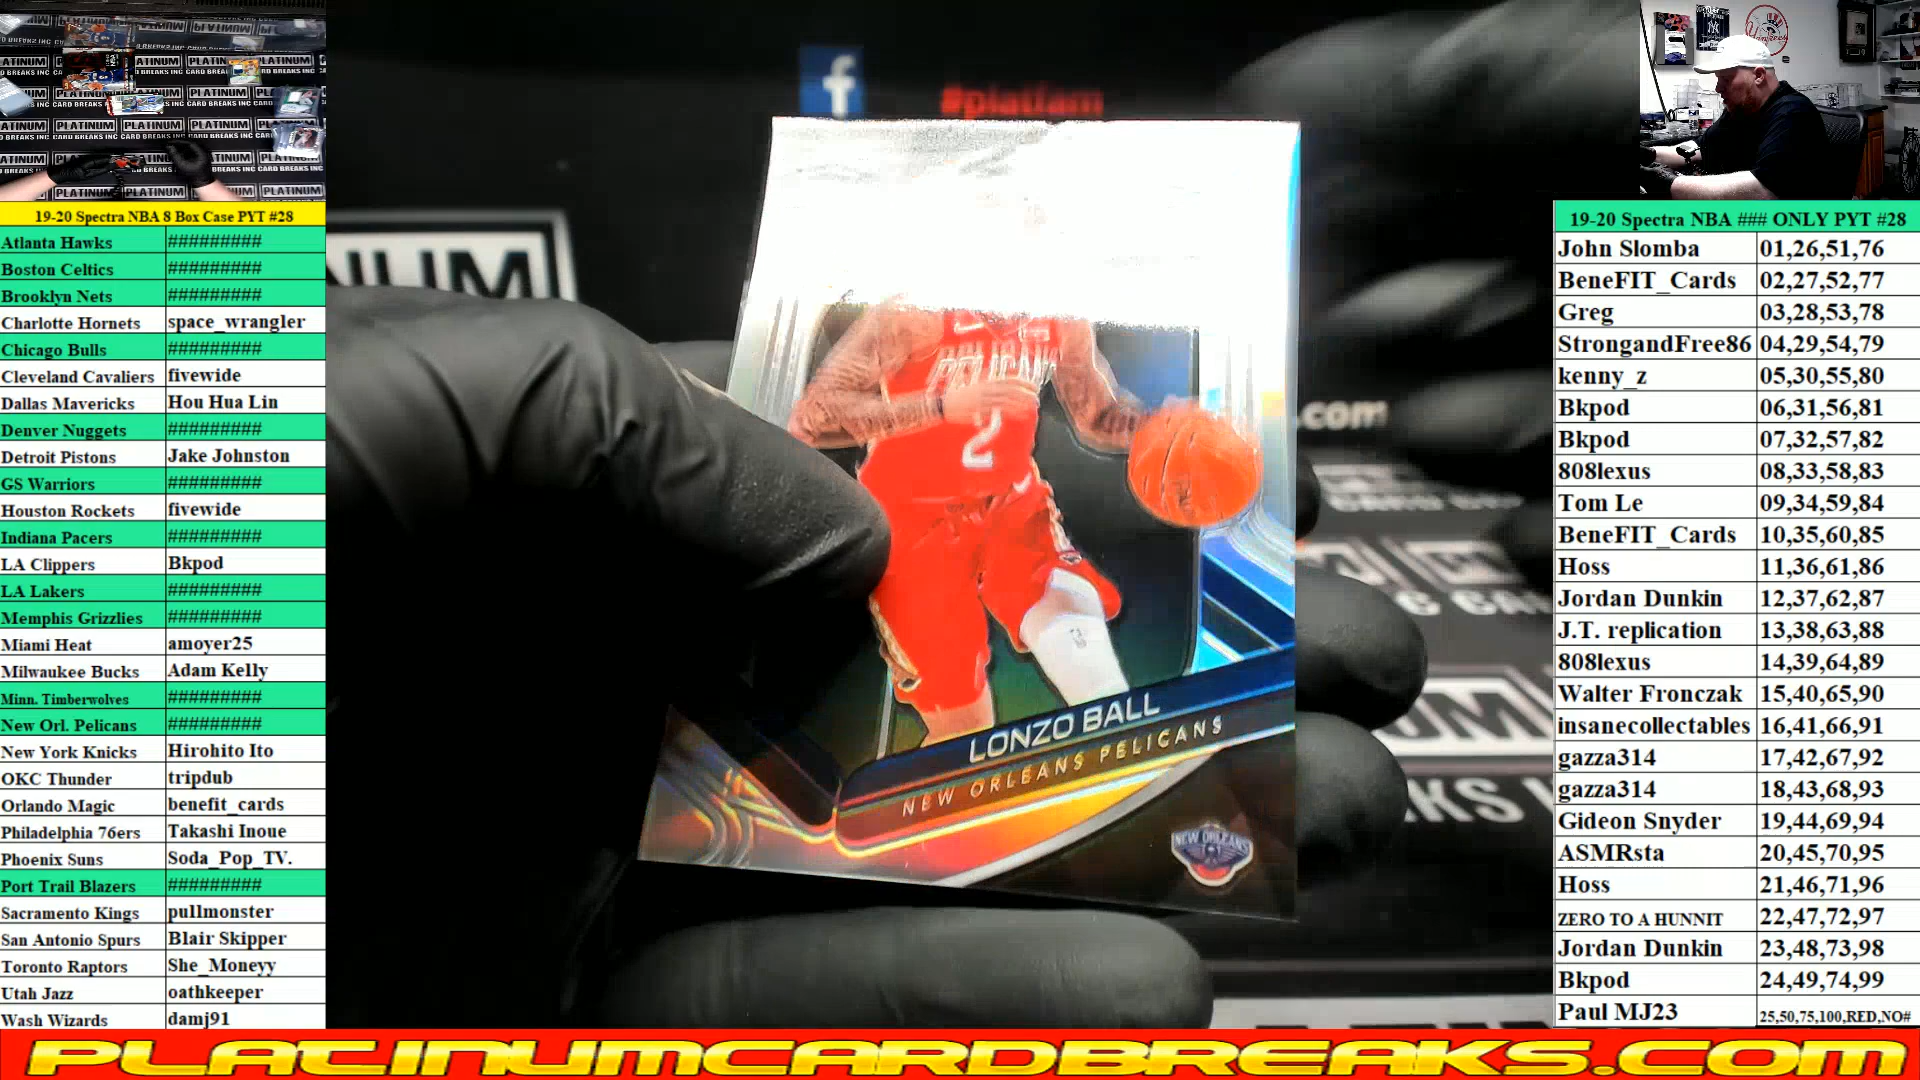 19-20 Spectra NBA 8 Box Case PYT #28
Atlanta Hawks #########
Boston Celtics #########
Brooklyn Nets #########
Charlotte Hornets space_wrangler
Chicago Bulls #########
Cleveland Cavaliers fivewide
Dallas Mavericks Hou Hua Lin
Denver Nuggets #########
Detroit Pistons Jake Johnston
GS Warriors #########
Houston Rockets fivewide
Indiana Pacers #########
LA Clippers Bkpod
LA Lakers #########
Memphis Grizzlies #########
Miami Heat amoyer25
Milwaukee Bucks Adam Kelly
Minn. Timberwolves #########
New Orl. Pelicans #########
New York Knicks Hirohito Ito
OKC Thunder tripdub
Orlando Magic benefit_cards
Philadelphia 76ers Takashi Inoue
Phoenix Suns Soda_Pop_TV.
Port Trail Blazers #########
Sacramento Kings pullmonster
San Antonio Spurs Blair Skipper
Toronto Raptors She_Moneyy
Utah Jazz oathkeeper
Wash Wizards damj91
f #platfam
PELICANS
2
LONZO BALL
NEW ORLEANS PELICANS
NEW ORLEANS
.com
19-20 Spectra NBA ### ONLY PYT #28
John Slomba 01,26,51,76
BeneFIT_Cards 02,27,52,77
Greg 03,28,53,78
StrongandFree86 04,29,54,79
kenny_z 05,30,55,80
Bkpod 06,31,56,81
Bkpod 07,32,57,82
808lexus 08,33,58,83
Tom Le 09,34,59,84
BeneFIT_Cards 10,35,60,85
Hoss 11,36,61,86
Jordan Dunkin 12,37,62,87
J.T. replication 13,38,63,88
808lexus 14,39,64,89
Walter Fronczak 15,40,65,90
insanecollectables 16,41,66,91
gazza314 17,42,67,92
gazza314 18,43,68,93
Gideon Snyder 19,44,69,94
ASMRsta 20,45,70,95
Hoss 21,46,71,96
ZERO TO A HUNNIT 22,47,72,97
Jordan Dunkin 23,48,73,98
Bkpod 24,49,74,99
Paul MJ23 25,50,75,100,RED,NO#
PLATINUMCARDBREAKS.COM